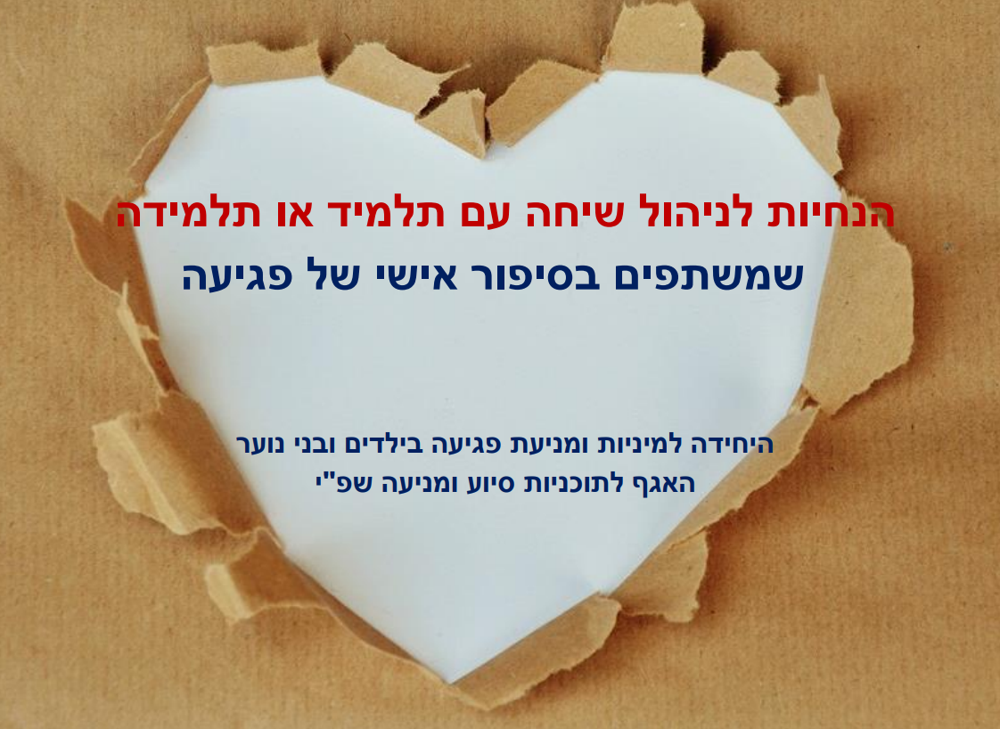 הנחיות לניהול שיחה עם תלמיד או תלמידה
שמשתפים בסיפור אישי של פגיעה
היחידה למיניות ומניעת פגיעה בילדים ובני נוער
האגף לתוכניות סיוע ומניעה שפ"י